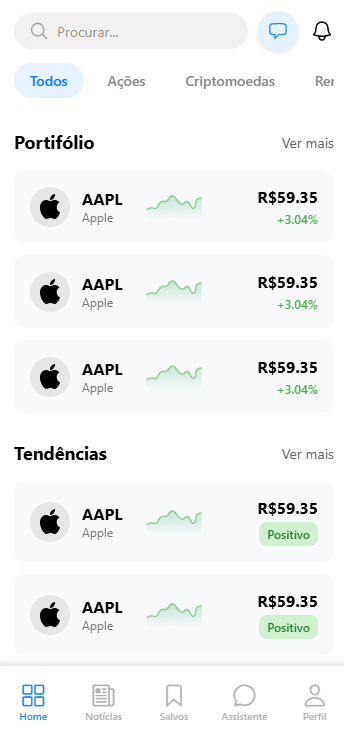 Procurar...
Todos Ações Criptomoedas Ren
Portifólio Ver mais
AAPL R$59.35
Apple +3.04%
AAPL R$59.35
Apple +3.04%
AAPL R$59.35
Apple +3.04%
Tendências Ver mais
AAPL R$59.35
Apple Positivo
AAPL R$59.35
Apple Positivo
Home Notícias Salvos Assistente Perfil